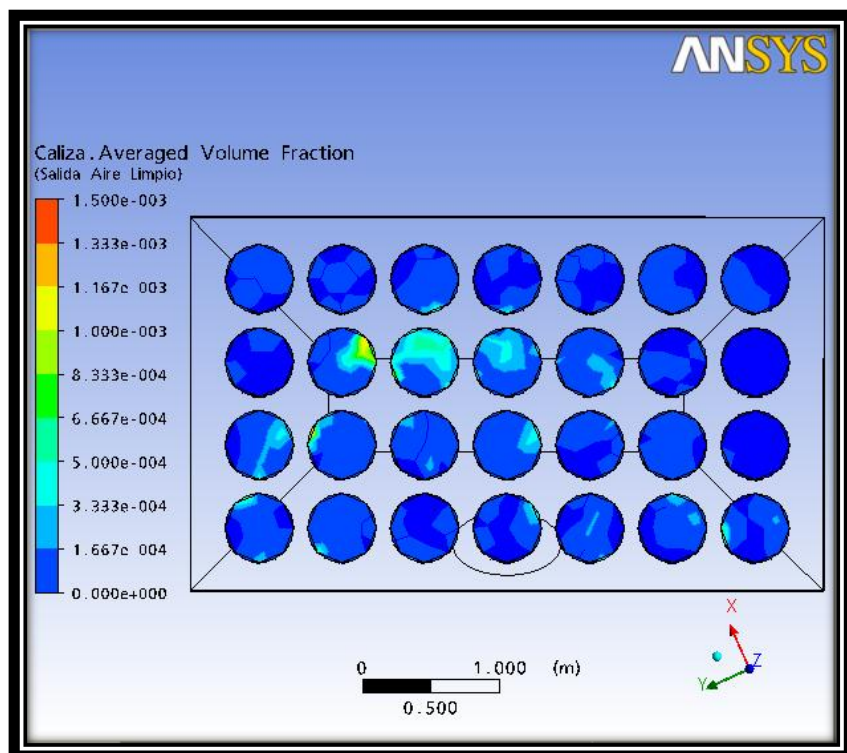 ANSYS
Caliza.Averaged Volume Fraction
(Salida Aire Limpio)
1.500e-003
1.333e-003
1.167e 003
1.000e-003
8.333e-004
6.667e-004
5.000e-004
3.333e-004
1.667e 004
0.000e+000
X
Z
Y
0 1.000 (m)
0.500